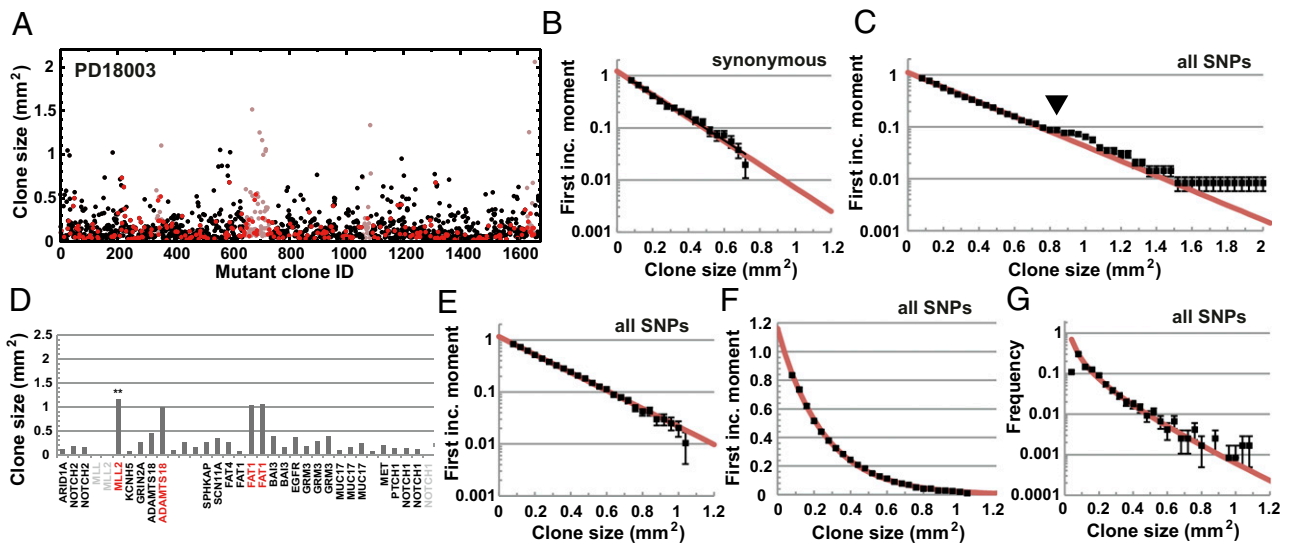 A
PD18003
Clone size (mm²)
2
1.5
1
0.5
0
0 200 400 600 800 1000 1200 1400 1600
Mutant clone ID
B
synonymous
First inc. moment
1
0.1
0.01
0.001
0 0.2 0.4 0.6 0.8 1.0 1.2
Clone size (mm²)
C
all SNPs
First inc. moment
1
0.1
0.01
0.001
0 0.2 0.4 0.6 0.8 1.0 1.2 1.4 1.6 1.8 2.0
Clone size (mm²)
D
Clone size (mm²)
2.5
2
1.5
1
0.5
0
**
ARID1A
NOTCH2
NOTCH2
MLL
MLL2
MLL2
KCNH5
GRIN2A
ADAMTS18
ADAMTS18
SPHKAP
SCN11A
FAT4
FAT1
FAT1
FAT1
BAI3
BAI3
EGFR
GRM3
GRM3
GRM3
MUC17
MUC17
MUC17
MET
PTCH1
NOTCH1
NOTCH1
NOTCH1
E
all SNPs
First inc. moment
1
0.1
0.01
0.001
0 0.2 0.4 0.6 0.8 1.0 1.2
Clone size (mm²)
F
all SNPs
First inc. moment
1.2
1.0
0.8
0.6
0.4
0.2
0
0 0.2 0.4 0.6 0.8 1.0 1.2
Clone size (mm²)
G
all SNPs
Frequency
1
0.1
0.01
0.001
0.0001
0 0.2 0.4 0.6 0.8 1.0 1.2
Clone size (mm²)